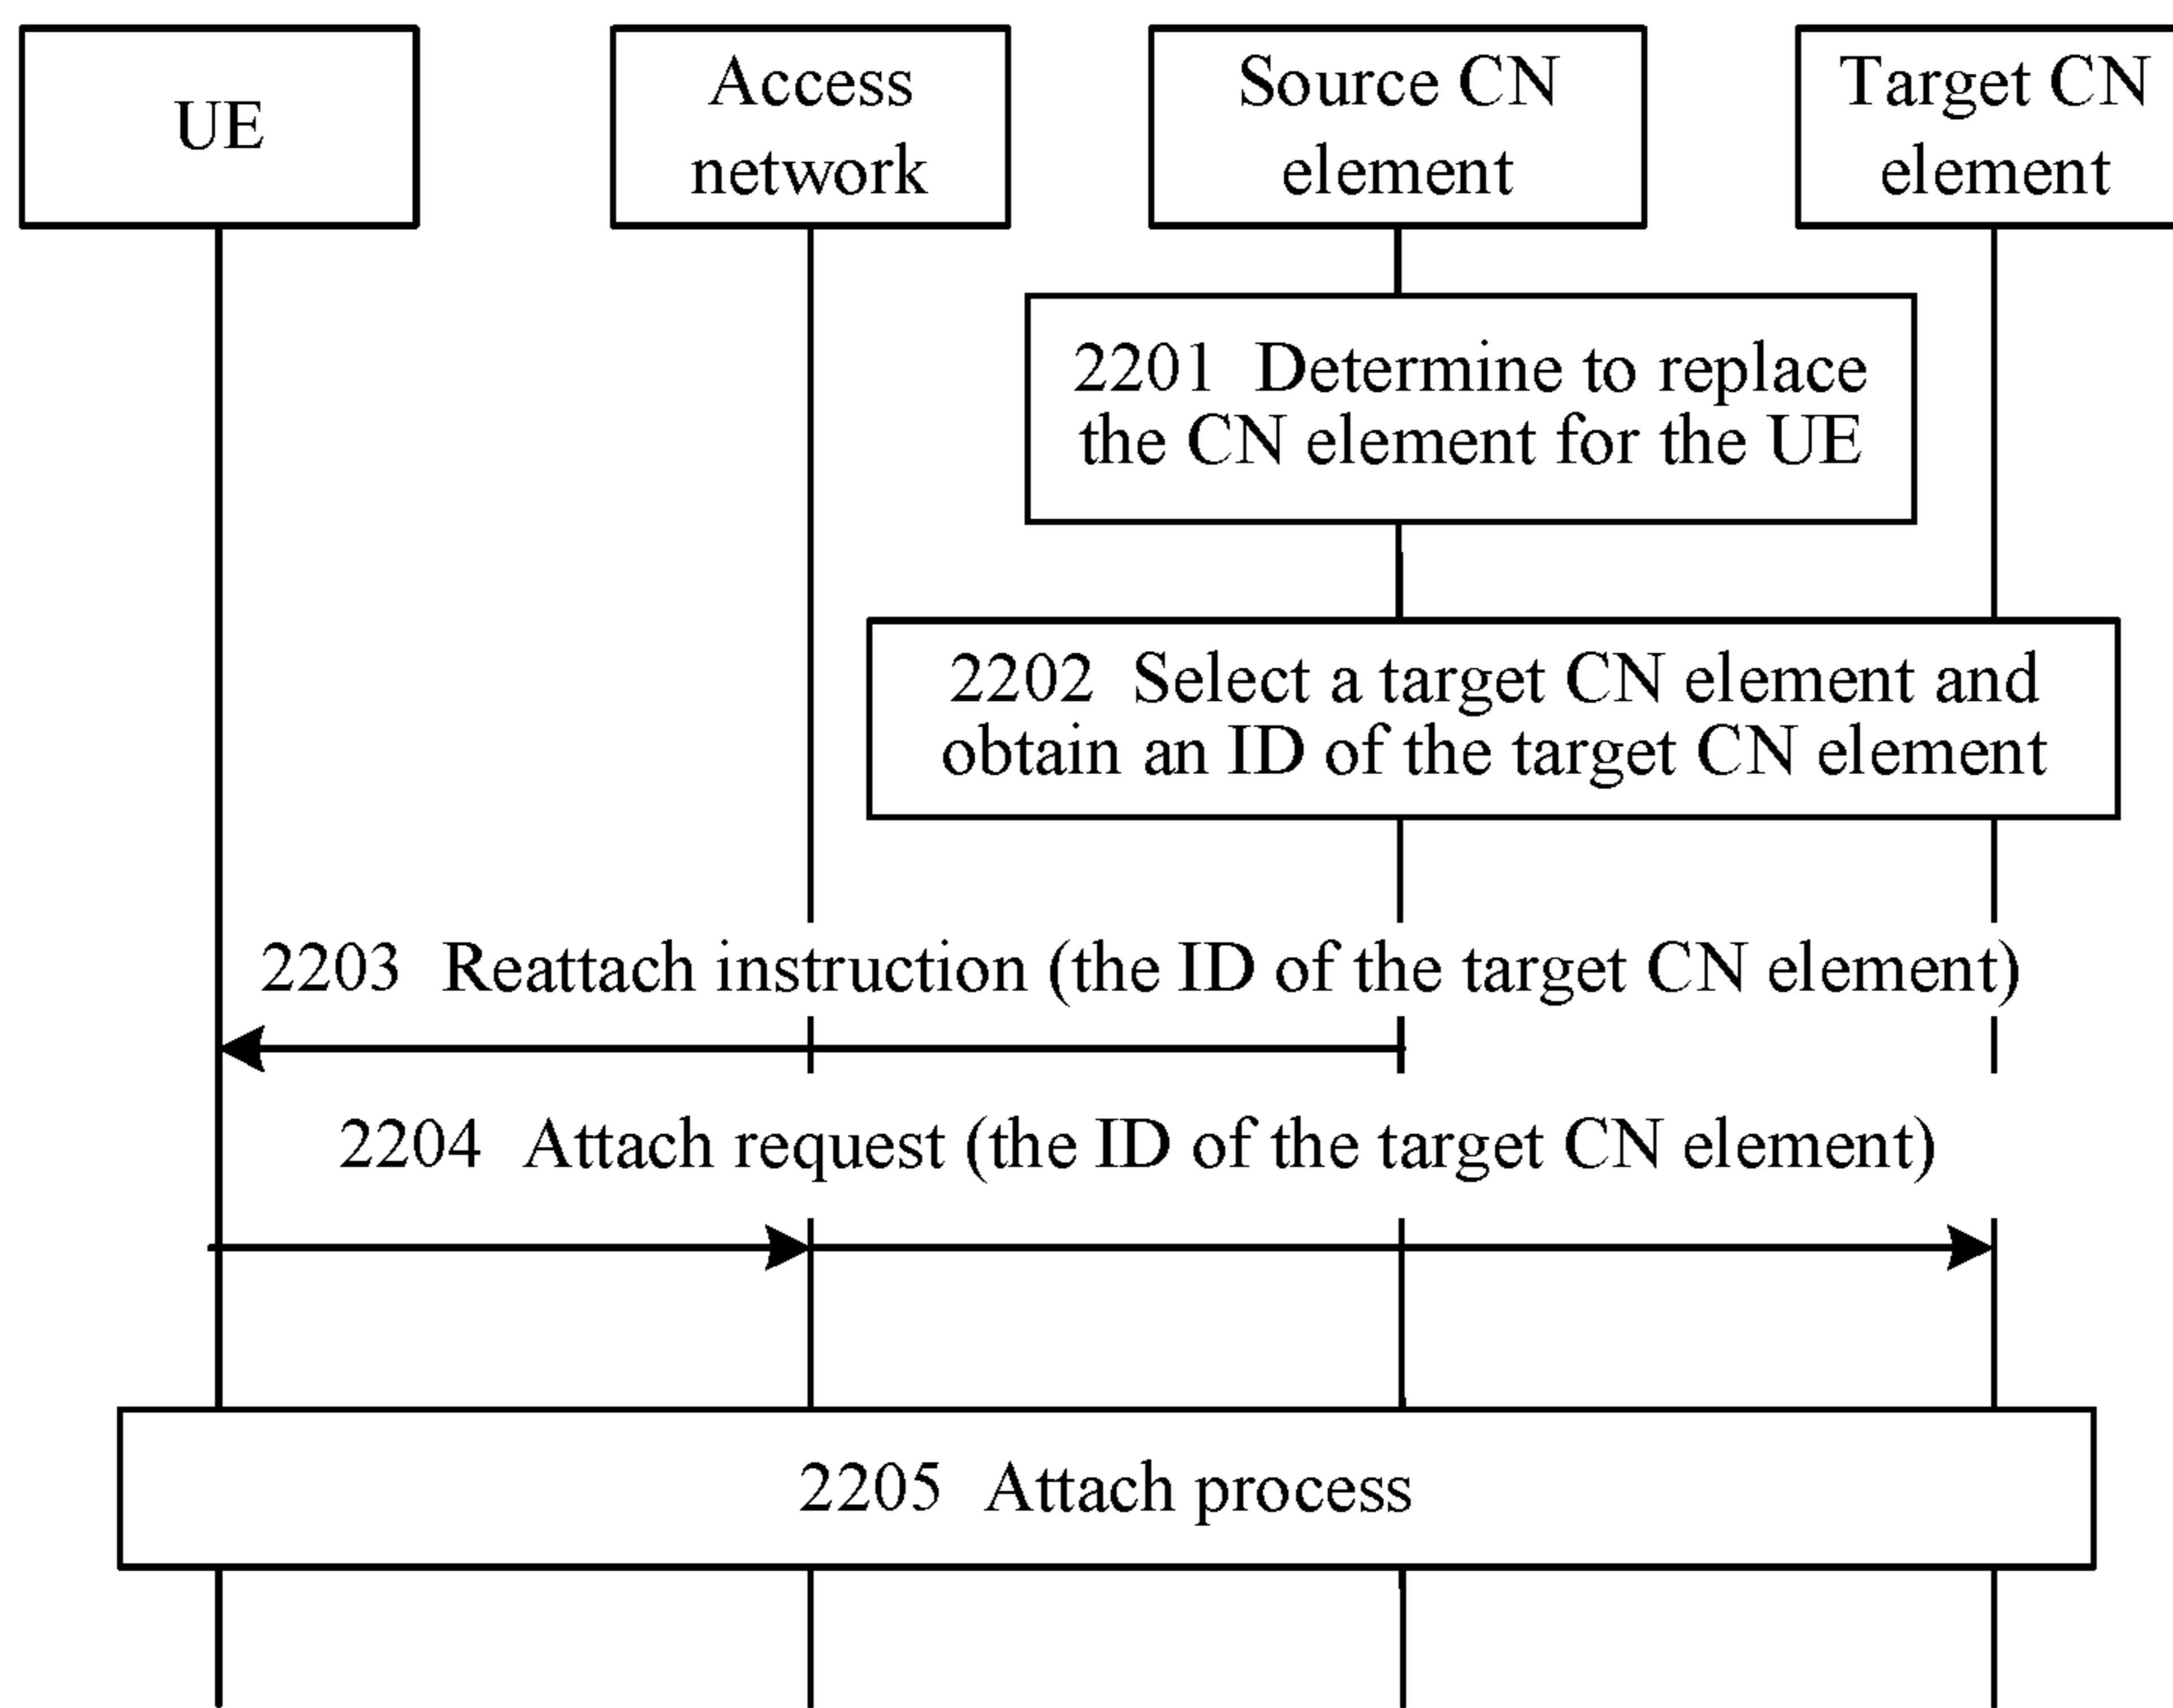 UE
Access
network
Source CN
element
Target CN
element
2201 Determine to replace
the CN element for the UE
2202 Select a target CN element and
obtain an ID of the target CN element
2203 Reattach instruction (the ID of the target CN element)
2204 Attach request (the ID of the target CN element)
2205 Attach process